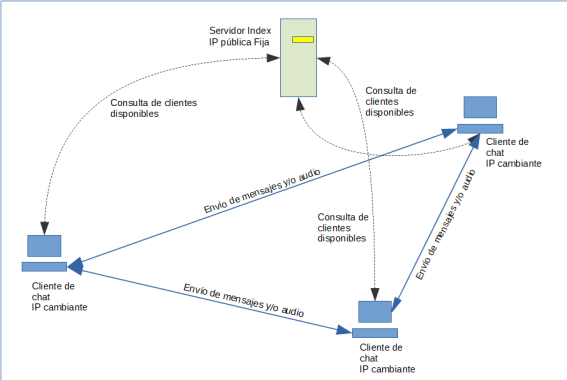 Servidor Index
IP pública Fija
Consulta de clientes
disponibles
Consulta de
clientes
disponibles
Cliente de
chat
IP cambiante
Envío de mensajes y/o audio
Envío de mensajes y/o audio
Consulta de
clientes
disponibles
Cliente de
chat
IP cambiante
Envío de mensajes y/o audio
Cliente de
chat
IP cambiante